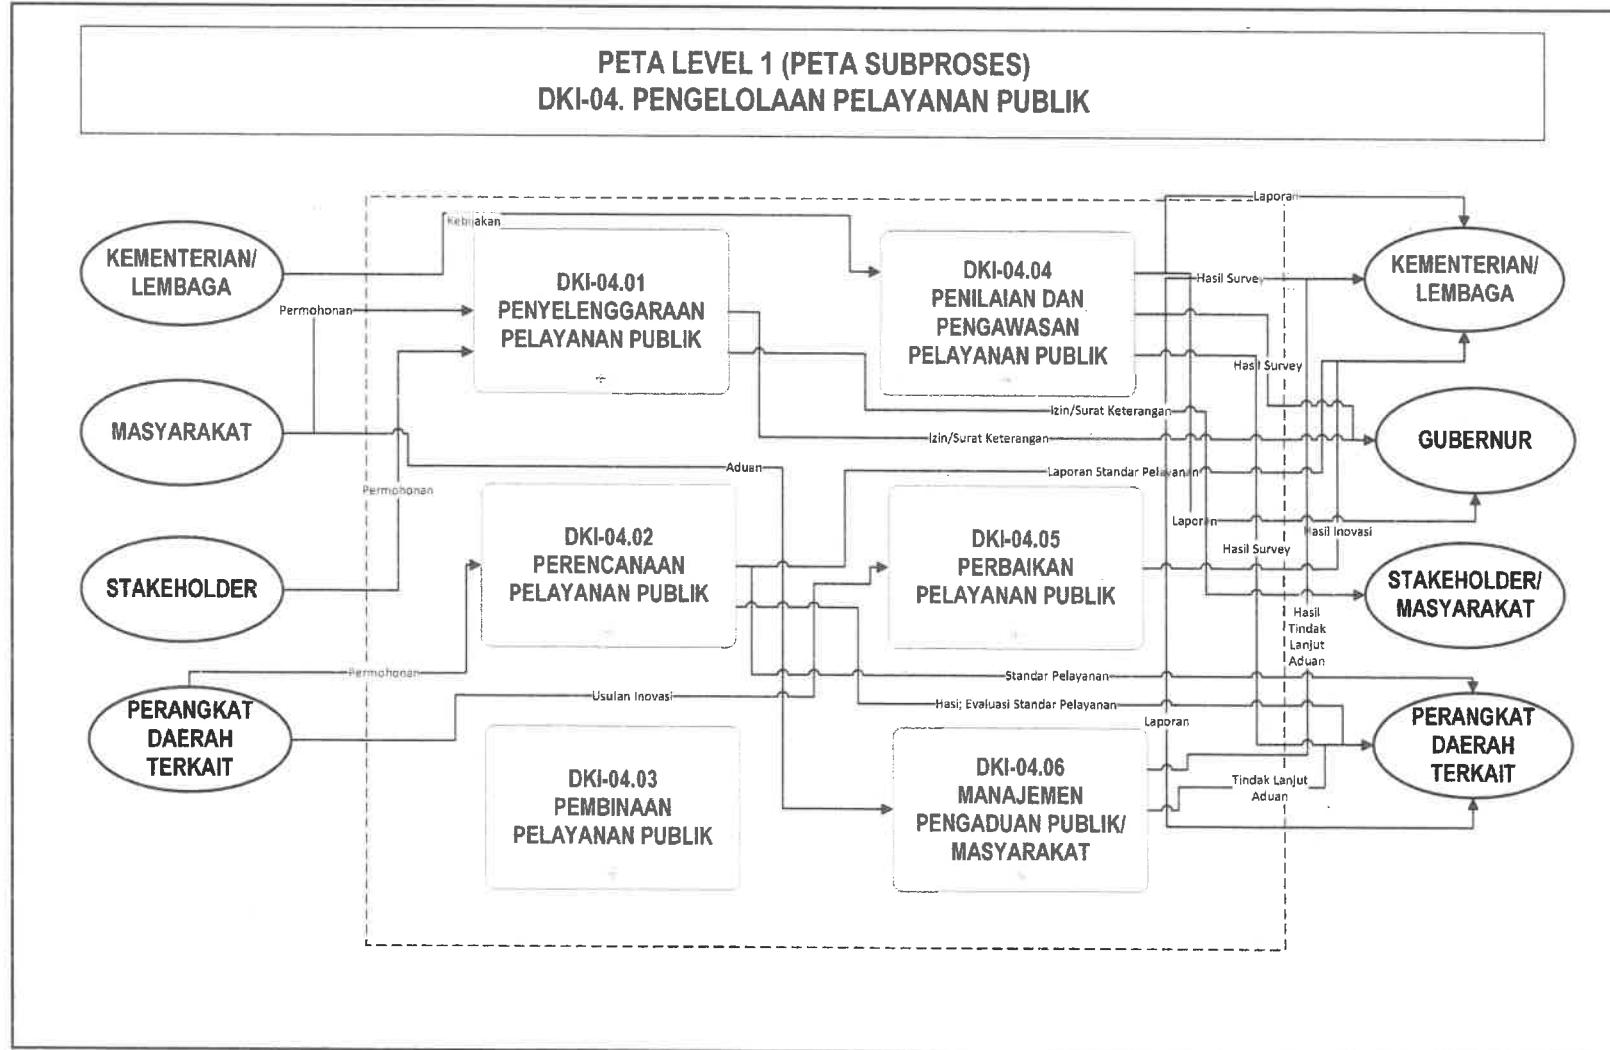 PETA LEVEL 1 (PETA SUBPROSES)
DKI-04. PENGELOLAAN PELAYANAN PUBLIK
KEMENTERIAN/
LEMBAGA
MASYARAKAT
STAKEHOLDER
PERANGKAT
DAERAH
TERKAIT
Kebijakan
Permohonan
Permohonan
Permohonan
Aduan
Usulan Inovasi
DKI-04.01
PENYELENGGARAAN
PELAYANAN PUBLIK
DKI-04.02
PERENCANAAN
PELAYANAN PUBLIK
DKI-04.03
PEMBINAAN
PELAYANAN PUBLIK
DKI-04.04
PENILAIAN DAN
PENGAWASAN
PELAYANAN PUBLIK
DKI-04.05
PERBAIKAN
PELAYANAN PUBLIK
DKI-04.06
MANAJEMEN
PENGADUAN PUBLIK/
MASYARAKAT
Laporan
Hasil Survey
Hasil Survey
Izin/Surat Keterangan
Izin/Surat Keterangan
Laporan Standar Pelayanan
Laporan
Hasil Inovasi
Hasil Survey
Hasil
Tindak
Lanjut
Aduan
Standar Pelayanan
Hasi; Evaluasi Standar Pelayanan
Laporan
Tindak Lanjut
Aduan
KEMENTERIAN/
LEMBAGA
GUBERNUR
STAKEHOLDER/
MASYARAKAT
PERANGKAT
DAERAH
TERKAIT